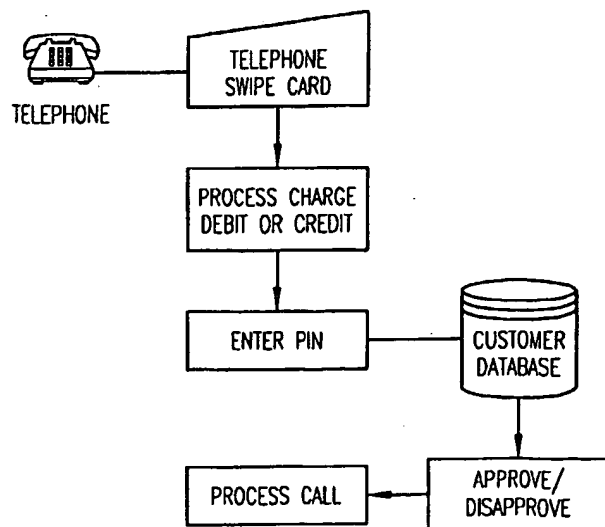 TELEPHONE
SWIPE CARD
TELEPHONE
PROCESS CHARGE
DEBIT OR CREDIT
ENTER PIN
CUSTOMER
DATABASE
PROCESS CALL
APPROVE/
DISAPPROVE